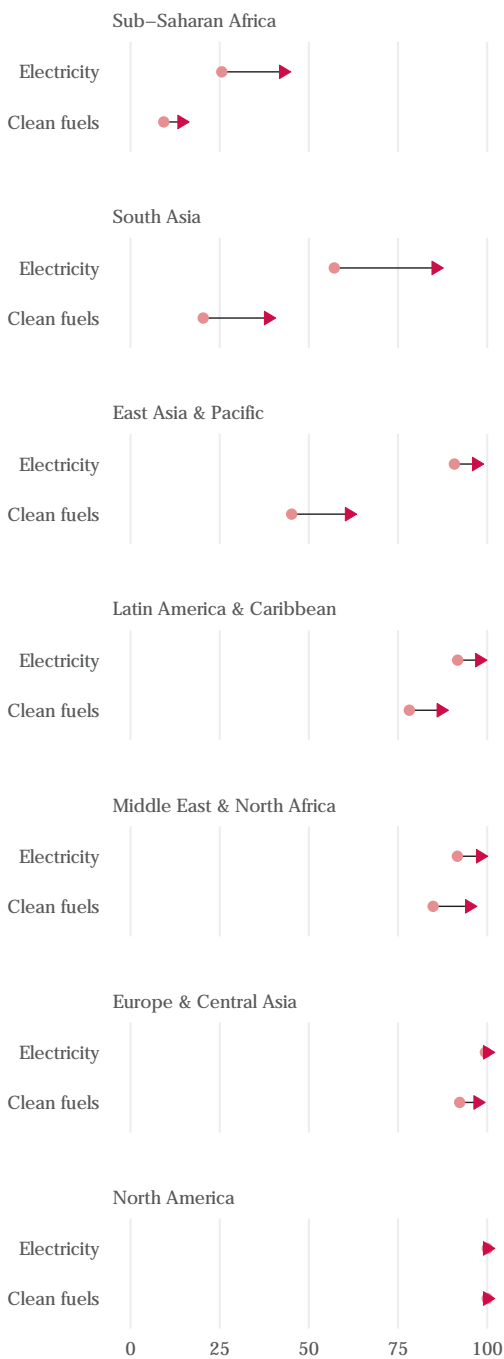 Sub−Saharan Africa
Electricity
Clean fuels
South Asia
Electricity
Clean fuels
East Asia & Pacific
Electricity
Clean fuels
Latin America & Caribbean
Electricity
Clean fuels
Middle East & North Africa
Electricity
Clean fuels
Europe & Central Asia
Electricity
Clean fuels
North America
Electricity
Clean fuels
0 25 50 75 100